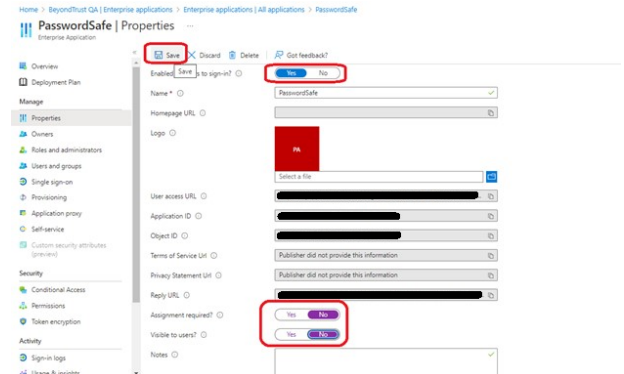 Home > BeyondTrust QA | Enterprise applications > Enterprise applications | All applications > PasswordSafe
PasswordSafe | Properties ...
Enterprise Application
Save Discard Delete Got feedback?
Save
Overview
Deployment Plan
Manage
Properties
Owners
Roles and administrators
Users and groups
Single sign-on
Provisioning
Application proxy
Self-service
Custom security attributes
(preview)
Security
Conditional Access
Permissions
Token encryption
Activity
Sign-in logs
Usage & insights
Enabled s to sign-in? Yes No
Name * PasswordSafe
Homepage URL
Logo
PA
Select a file
User access URL
Application ID
Object ID
Terms of Service Url Publisher did not provide this information
Privacy Statement Url Publisher did not provide this information
Reply URL
Assignment required? Yes No
Visible to users? Yes No
Notes